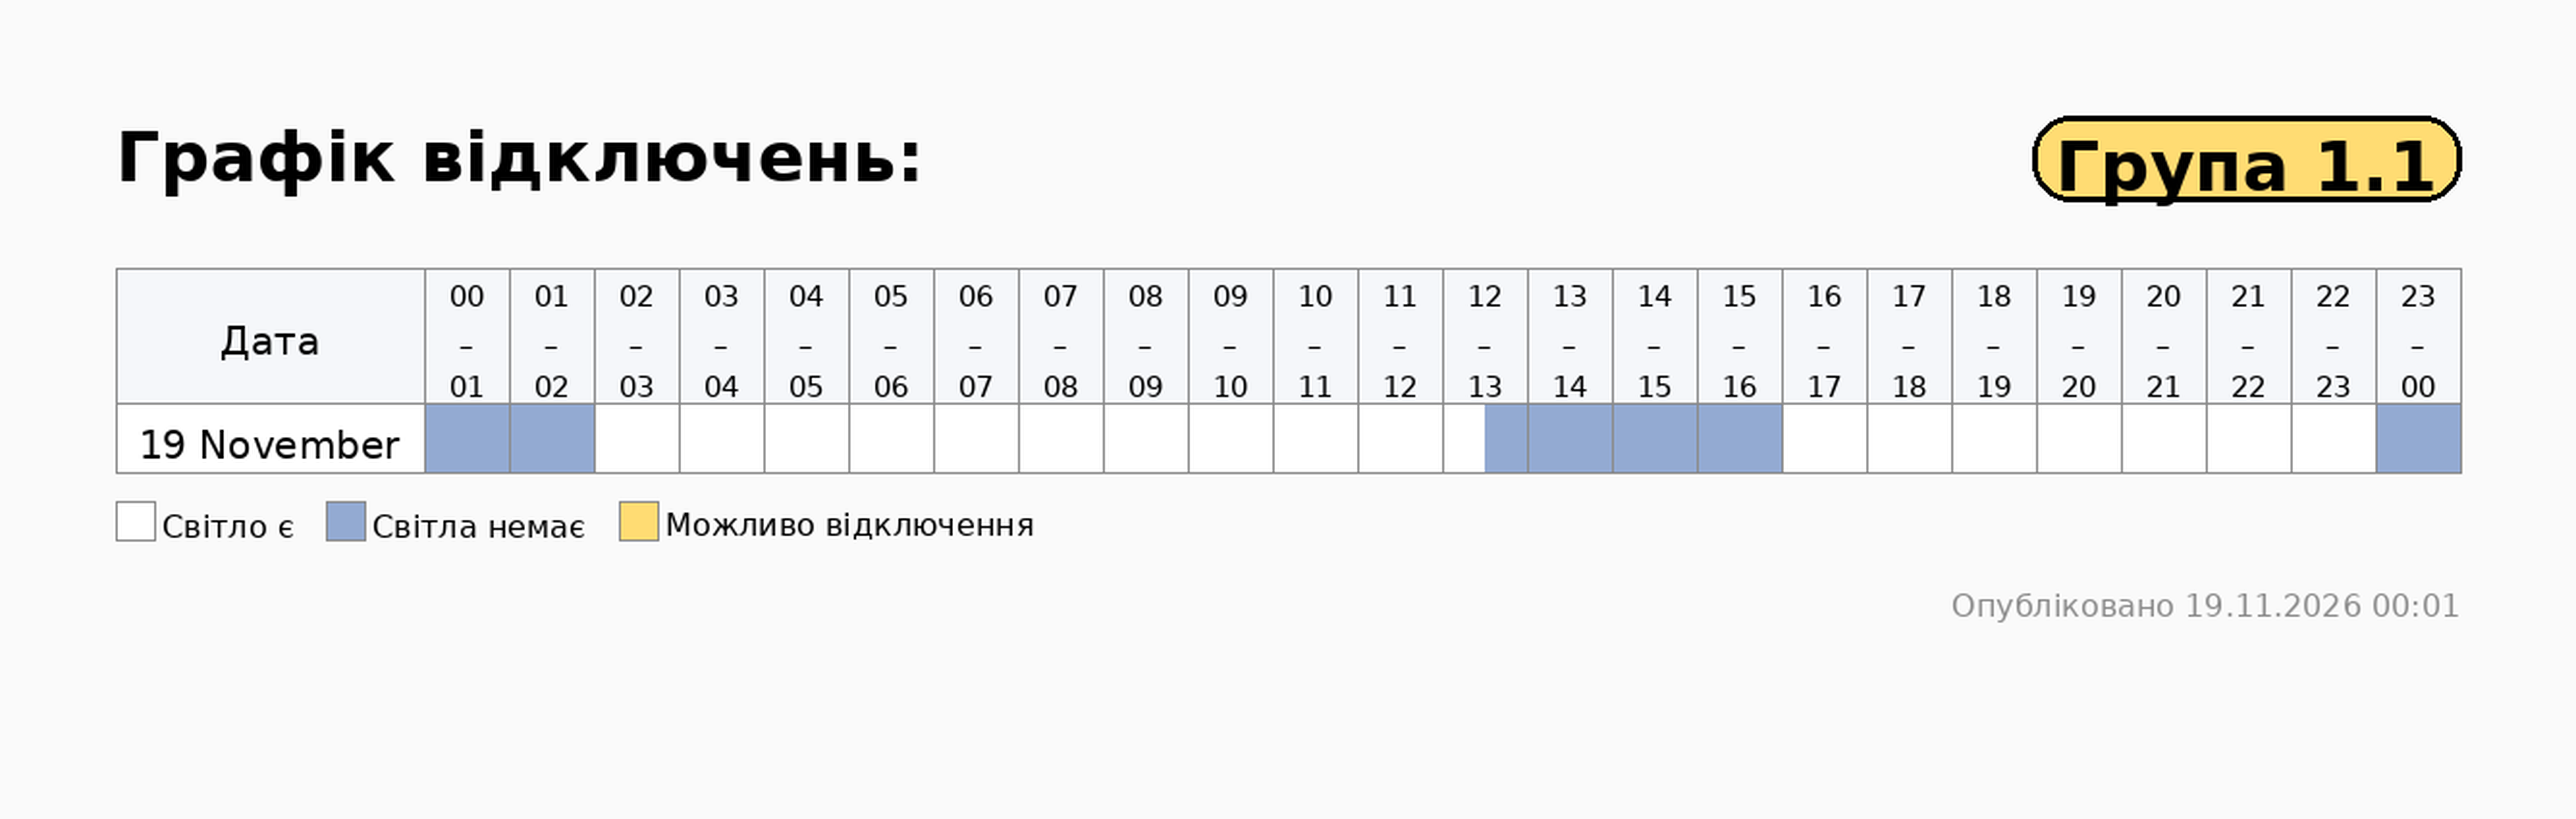 Графік відключень:
Група 1.1
Дата
00 – 01
01 – 02
02 – 03
03 – 04
04 – 05
05 – 06
06 – 07
07 – 08
08 – 09
09 – 10
10 – 11
11 – 12
12 – 13
13 – 14
14 – 15
15 – 16
16 – 17
17 – 18
18 – 19
19 – 20
20 – 21
21 – 22
22 – 23
23 – 00
19 November
Світло є
Світла немає
Можливо відключення
Опубліковано 19.11.2026 00:01